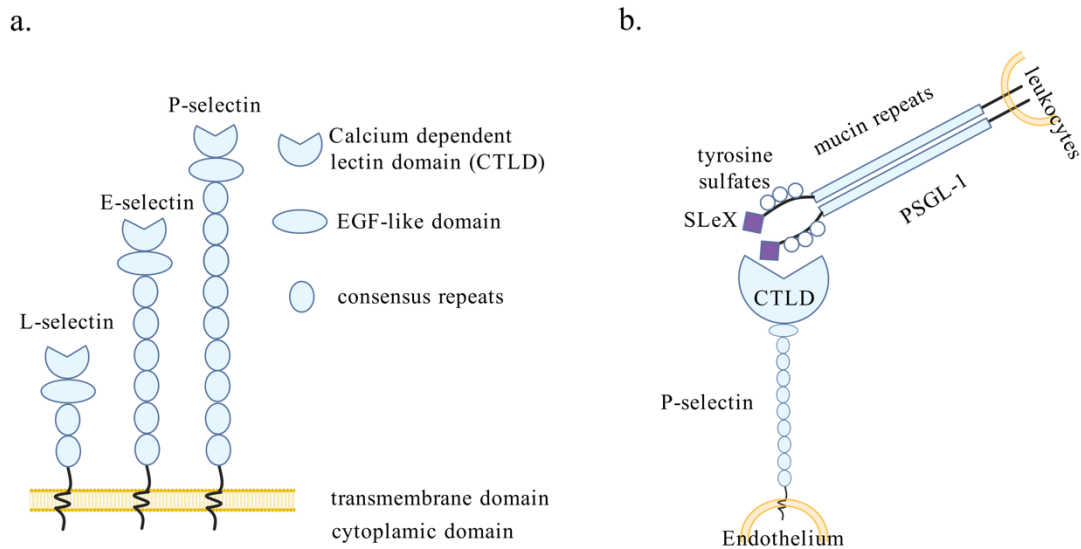 a.
P-selectin
Calcium dependent
lectin domain (CTLD)
E-selectin
EGF-like domain
consensus repeats
L-selectin
transmembrane domain
cytoplamic domain
b.
leukocytes
mucin repeats
tyrosine
sulfates
PSGL-1
SLeX
CTLD
P-selectin
Endothelium